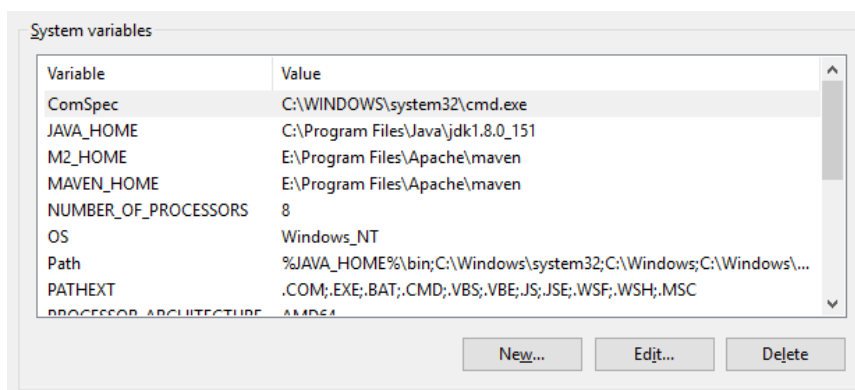 System variables
Variable Value
ComSpec C:\WINDOWS\system32\cmd.exe
JAVA_HOME C:\Program Files\Java\jdk1.8.0_151
M2_HOME E:\Program Files\Apache\maven
MAVEN_HOME E:\Program Files\Apache\maven
NUMBER_OF_PROCESSORS 8
OS Windows_NT
Path %JAVA_HOME%\bin;C:\Windows\system32;C:\Windows;C:\Windows\...
PATHEXT .COM;.EXE;.BAT;.CMD;.VBS;.VBE;.JS;.JSE;.WSF;.WSH;.MSC
PROCESSOR_ARCHITECTURE AMD64
New... Edit... Delete